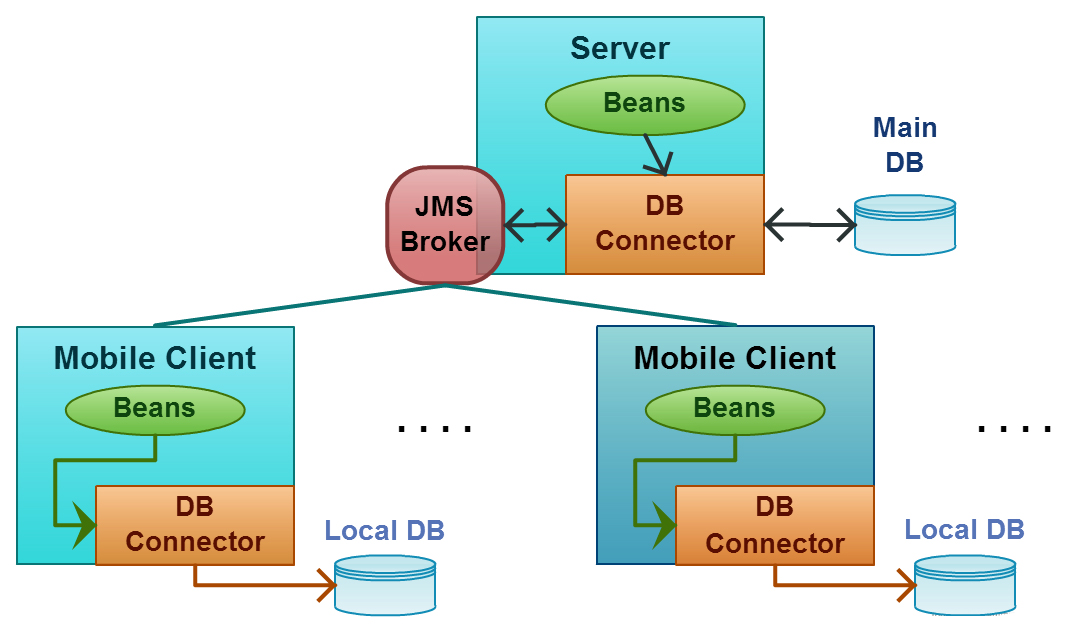 Server
Beans
Main
DB
JMS
Broker
DB
Connector
Mobile Client
Beans
DB
Connector
Local DB
. . . .
Mobile Client
Beans
DB
Connector
Local DB
. . . .